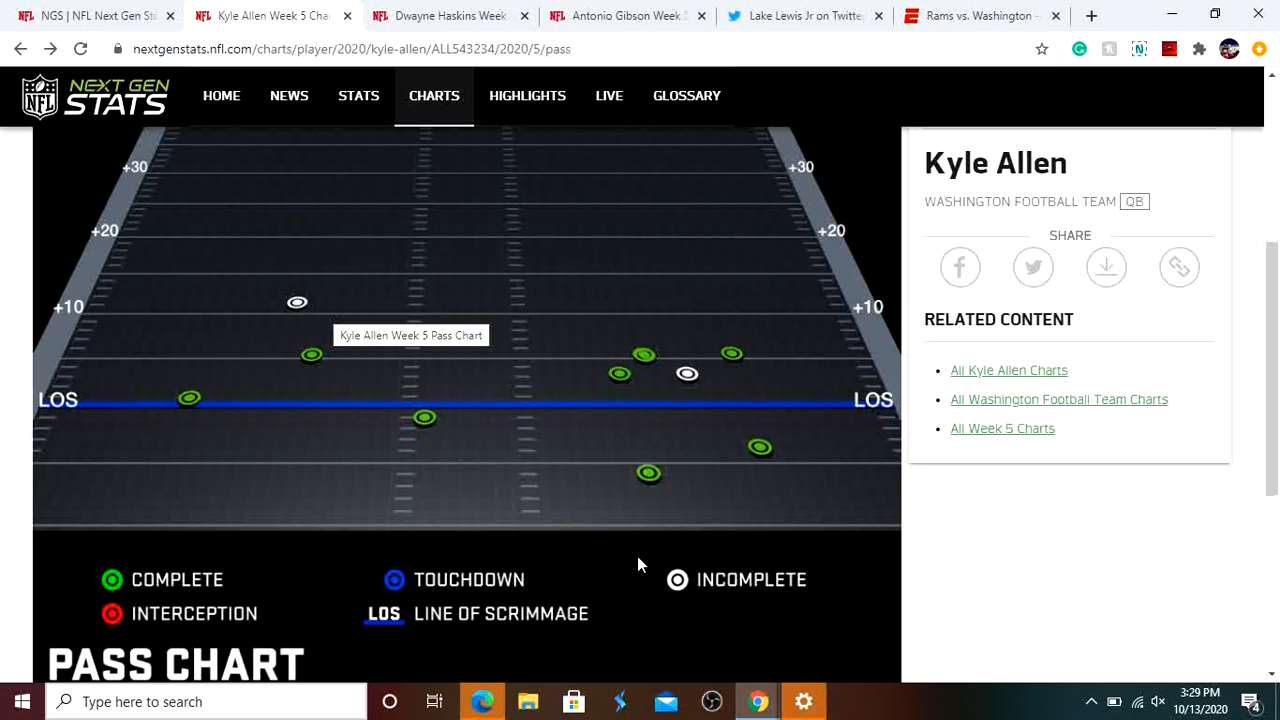 NGS | NFL Next Gen St
Kyle Allen Week 5 Cha
Dwayne Haskins week
Antonio Gibson Week
Lake Lewis Jr on Twitte
Rams vs. Washington
nextgenstats.nfl.com/charts/player/2020/kyle-allen/ALL543234/2020/5/pass
NFL
NEXT GEN
STATS
HOME
NEWS
STATS
CHARTS
HIGHLIGHTS
LIVE
GLOSSARY
+30
+30
+20
+20
+10
+10
Kyle Allen Week 5 Pass Chart
LOS
LOS
COMPLETE
TOUCHDOWN
INCOMPLETE
INTERCEPTION
LOS
LINE OF SCRIMMAGE
PASS CHART
Kyle Allen
WASHINGTON FOOTBALL TEAM QB
SHARE
RELATED CONTENT
All Kyle Allen Charts
All Washington Football Team Charts
All Week 5 Charts
Type here to search
3:29 PM
10/13/2020
4